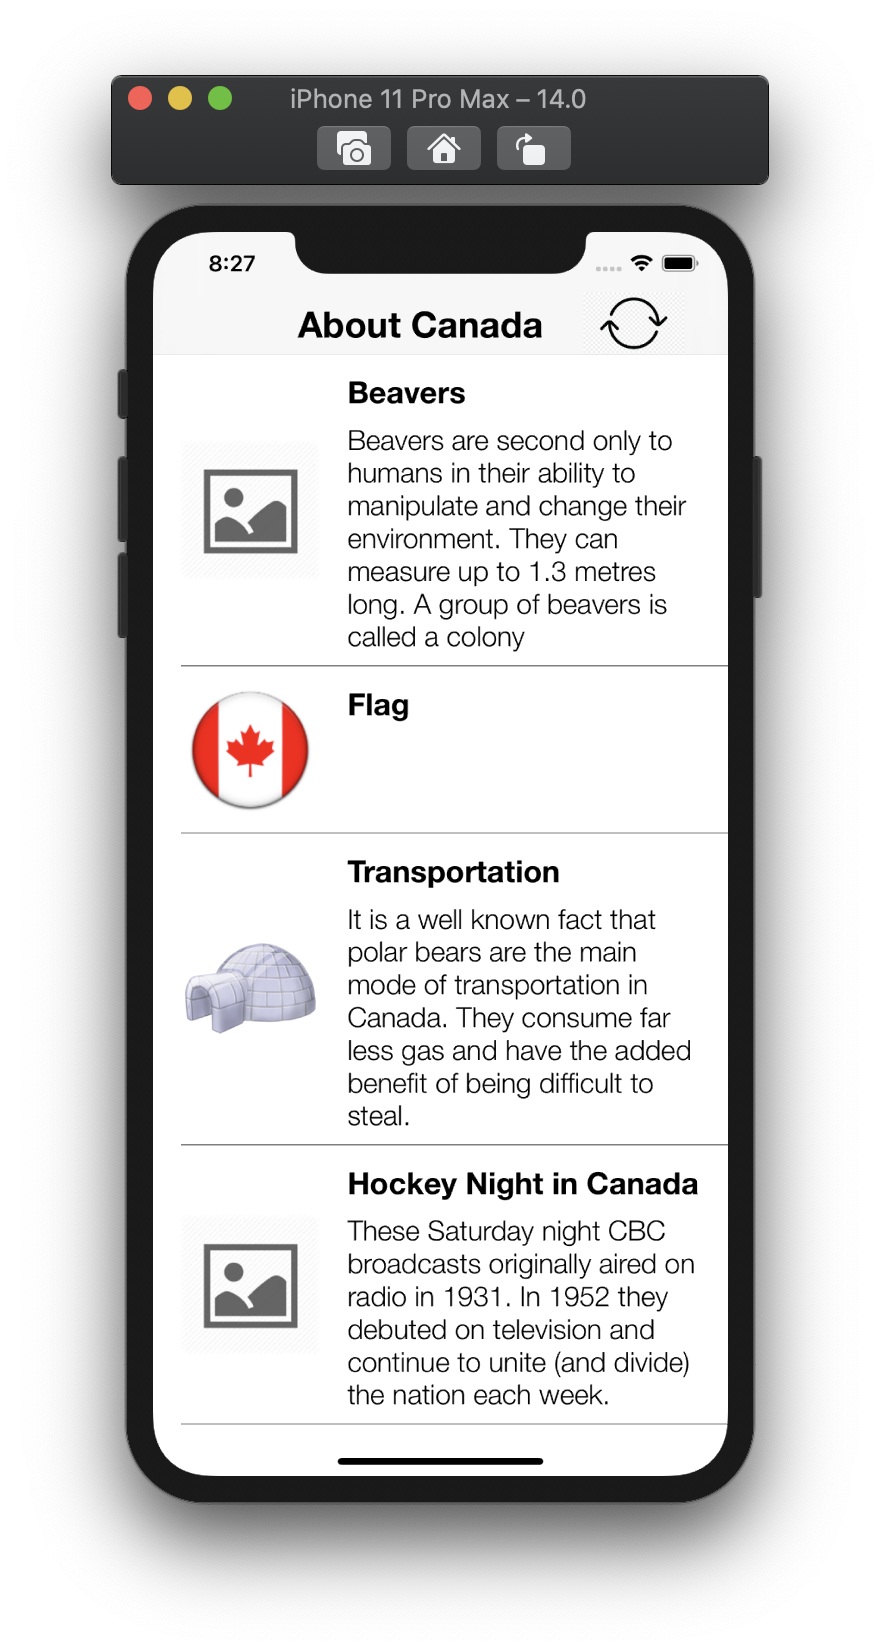 iPhone 11 Pro Max – 14.0
8:27
About Canada
Beavers
Beavers are second only to
humans in their ability to
manipulate and change their
environment. They can
measure up to 1.3 metres
long. A group of beavers is
called a colony
Flag
Transportation
It is a well known fact that
polar bears are the main
mode of transportation in
Canada. They consume far
less gas and have the added
benefit of being difficult to
steal.
Hockey Night in Canada
These Saturday night CBC
broadcasts originally aired on
radio in 1931. In 1952 they
debuted on television and
continue to unite (and divide)
the nation each week.